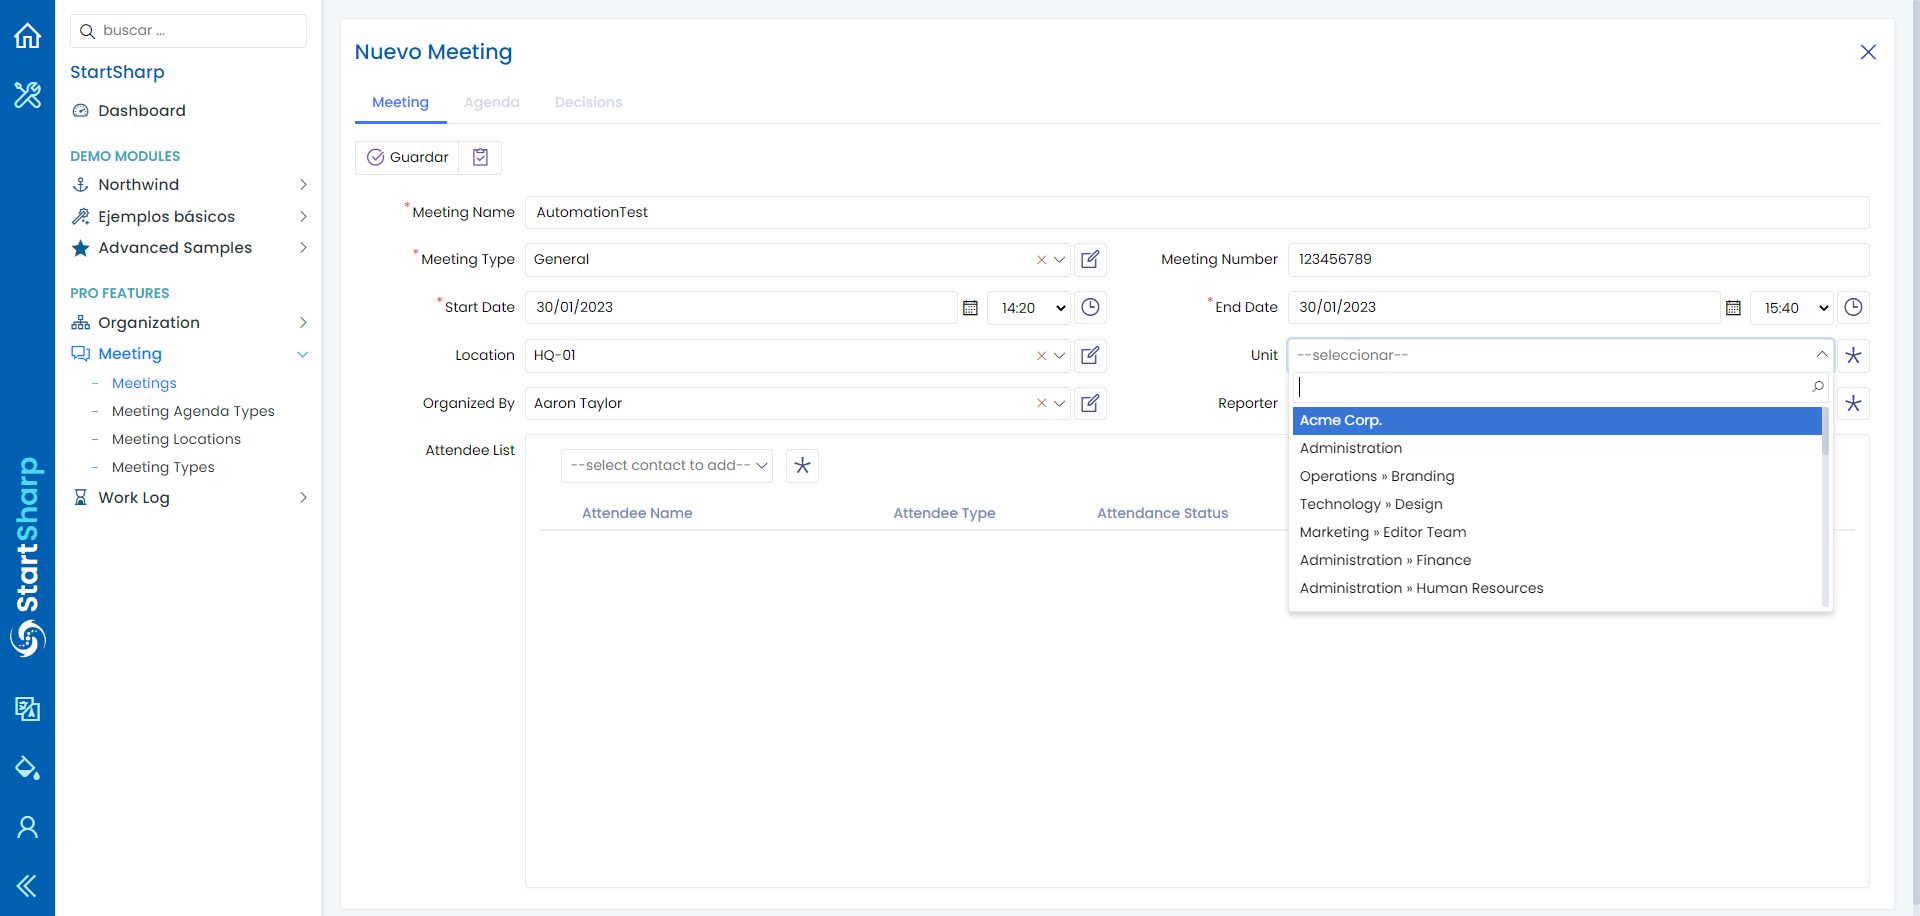 buscar ...
StartSharp
Dashboard
DEMO MODULES
Northwind
Ejemplos básicos
Advanced Samples
PRO FEATURES
Organization
Meeting
- Meetings
- Meeting Agenda Types
- Meeting Locations
- Meeting Types
Work Log
StartSharp
Nuevo Meeting
Meeting Agenda Decisions
Guardar
*Meeting Name AutomationTest
*Meeting Type General Meeting Number 123456789
*Start Date 30/01/2023 14:20 *End Date 30/01/2023 15:40
Location HQ-01 Unit --seleccionar--
Organized By Aaron Taylor Reporter
Acme Corp.
Administration
Operations » Branding
Technology » Design
Marketing » Editor Team
Administration » Finance
Administration » Human Resources
Attendee List --select contact to add--
Attendee Name Attendee Type Attendance Status